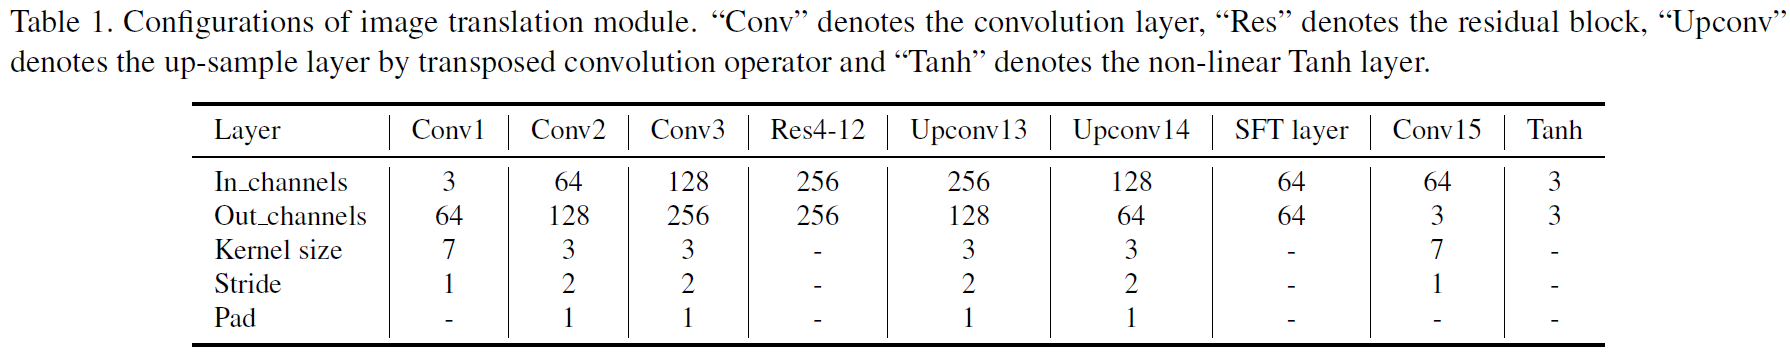 Table 1. Configurations of image translation module. “Conv” denotes the convolution layer, “Res” denotes the residual block, “Upconv”
denotes the up-sample layer by transposed convolution operator and “Tanh” denotes the non-linear Tanh layer.
Layer Conv1 Conv2 Conv3 Res4-12 Upconv13 Upconv14 SFT layer Conv15 Tanh
In_channels 3 64 128 256 256 128 64 64 3
Out_channels 64 128 256 256 128 64 64 3 3
Kernel size 7 3 3 - 3 3 - 7 -
Stride 1 2 2 - 2 2 - 1 -
Pad - 1 1 - 1 1 - - -